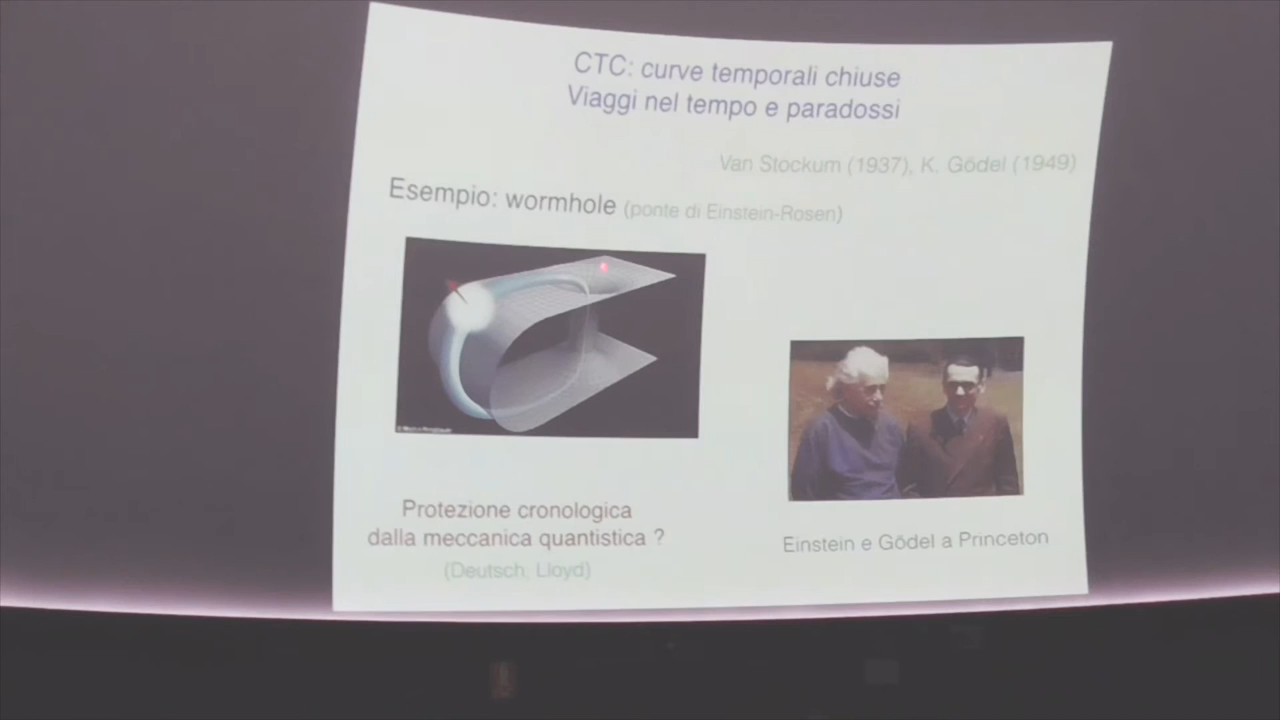 CTC: curve temporali chiuse
Viaggi nel tempo e paradossi
Van Stockum (1937), K. Gödel (1949)
Esempio: wormhole (ponte di Einstein-Rosen)
Protezione cronologica
dalla meccanica quantistica ?
(Deutsch, Lloyd)
Einstein e Gödel a Princeton